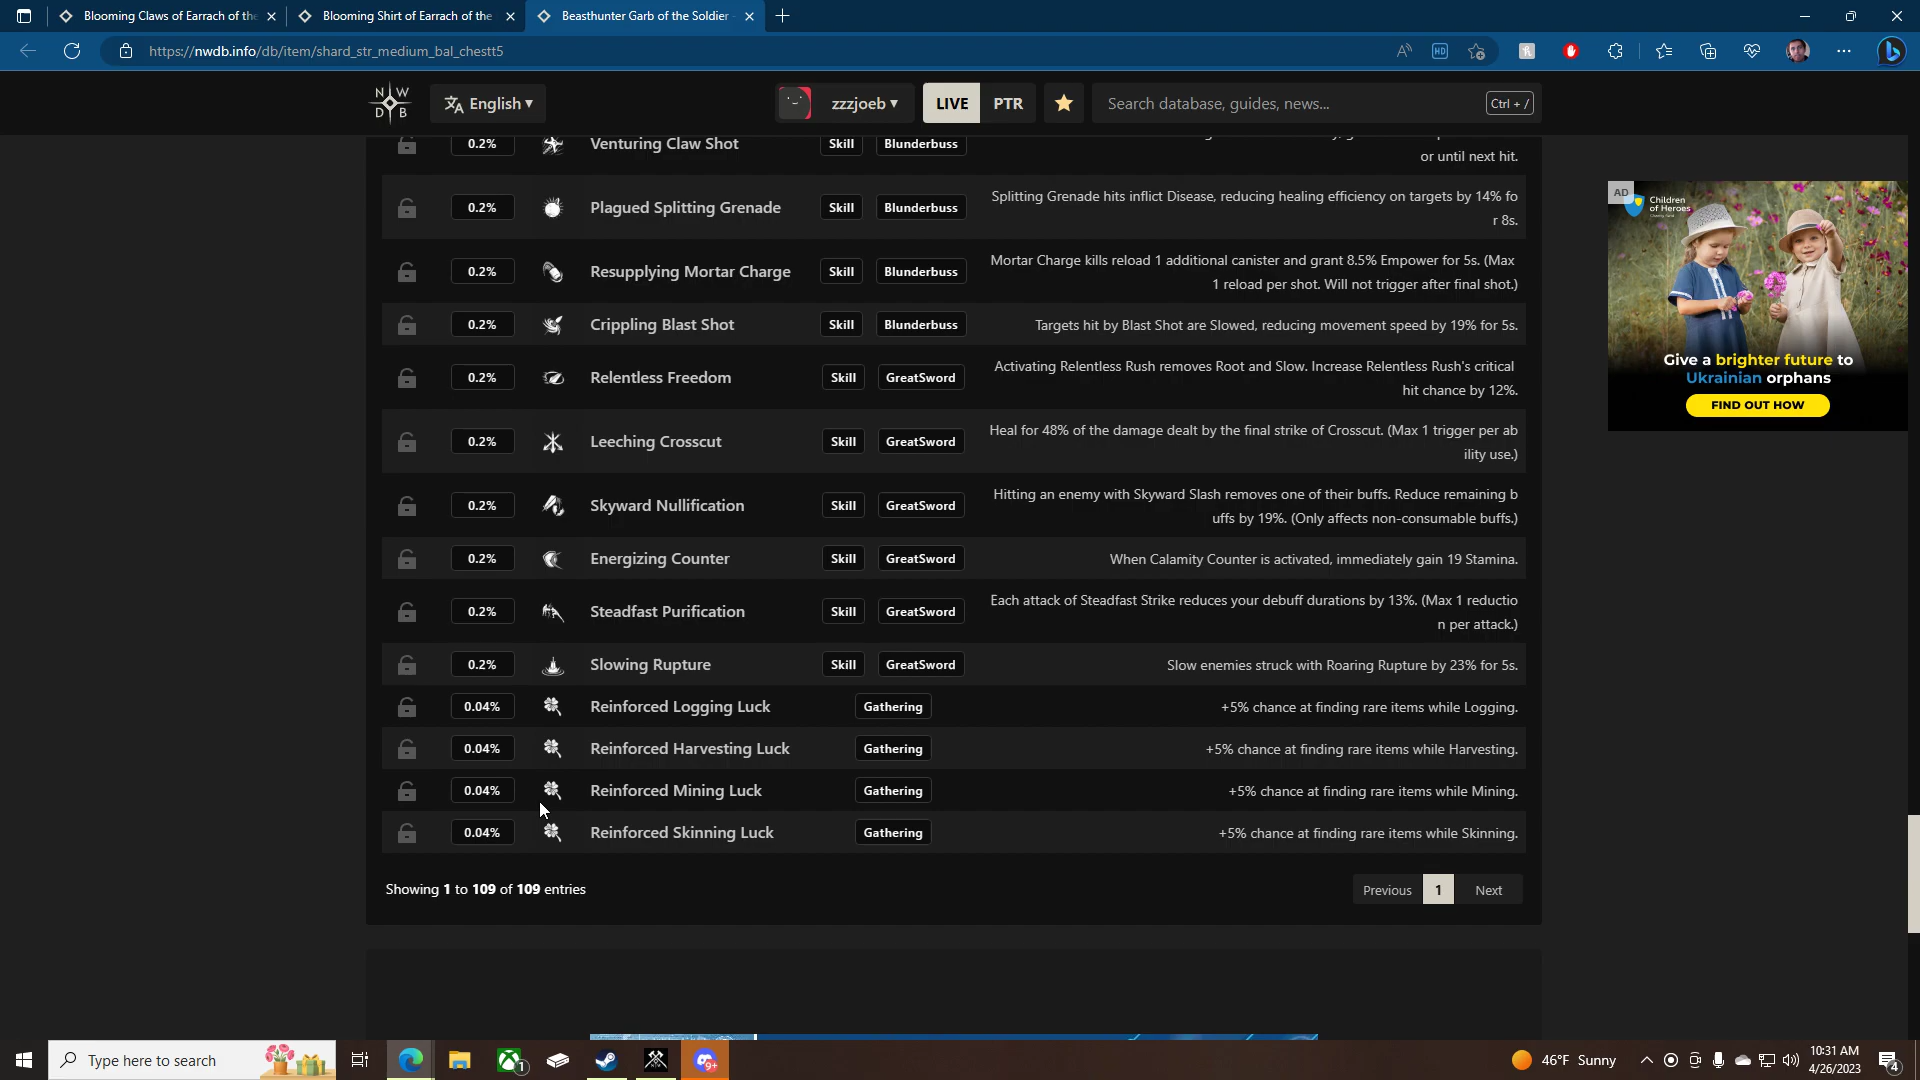 Blooming Claws of Earrach of the
Blooming Shirt of Earrach of the
Beasthunter Garb of the Soldier -
https://nwdb.info/db/item/shard_str_medium_bal_chestt5
HD
N W
D B
English ▾
zzzjoeb ▾
LIVE
PTR
Search database, guides, news...
Ctrl + /
0.2% Venturing Claw Shot Skill Blunderbuss
or until next hit.
0.2% Plagued Splitting Grenade Skill Blunderbuss Splitting Grenade hits inflict Disease, reducing healing efficiency on targets by 14% fo
r 8s.
0.2% Resupplying Mortar Charge Skill Blunderbuss Mortar Charge kills reload 1 additional canister and grant 8.5% Empower for 5s. (Max
1 reload per shot. Will not trigger after final shot.)
0.2% Crippling Blast Shot Skill Blunderbuss Targets hit by Blast Shot are Slowed, reducing movement speed by 19% for 5s.
0.2% Relentless Freedom Skill GreatSword Activating Relentless Rush removes Root and Slow. Increase Relentless Rush's critical
hit chance by 12%.
0.2% Leeching Crosscut Skill GreatSword Heal for 48% of the damage dealt by the final strike of Crosscut. (Max 1 trigger per ab
ility use.)
0.2% Skyward Nullification Skill GreatSword Hitting an enemy with Skyward Slash removes one of their buffs. Reduce remaining b
uffs by 19%. (Only affects non-consumable buffs.)
0.2% Energizing Counter Skill GreatSword When Calamity Counter is activated, immediately gain 19 Stamina.
0.2% Steadfast Purification Skill GreatSword Each attack of Steadfast Strike reduces your debuff durations by 13%. (Max 1 reductio
n per attack.)
0.2% Slowing Rupture Skill GreatSword Slow enemies struck with Roaring Rupture by 23% for 5s.
0.04% Reinforced Logging Luck Gathering +5% chance at finding rare items while Logging.
0.04% Reinforced Harvesting Luck Gathering +5% chance at finding rare items while Harvesting.
0.04% Reinforced Mining Luck Gathering +5% chance at finding rare items while Mining.
0.04% Reinforced Skinning Luck Gathering +5% chance at finding rare items while Skinning.
Showing 1 to 109 of 109 entries
Previous 1 Next
AD
Children
of Heroes
Give a brighter future to
Ukrainian orphans
FIND OUT HOW
Type here to search
1
9+
46°F Sunny
10:31 AM
4/26/2023
4